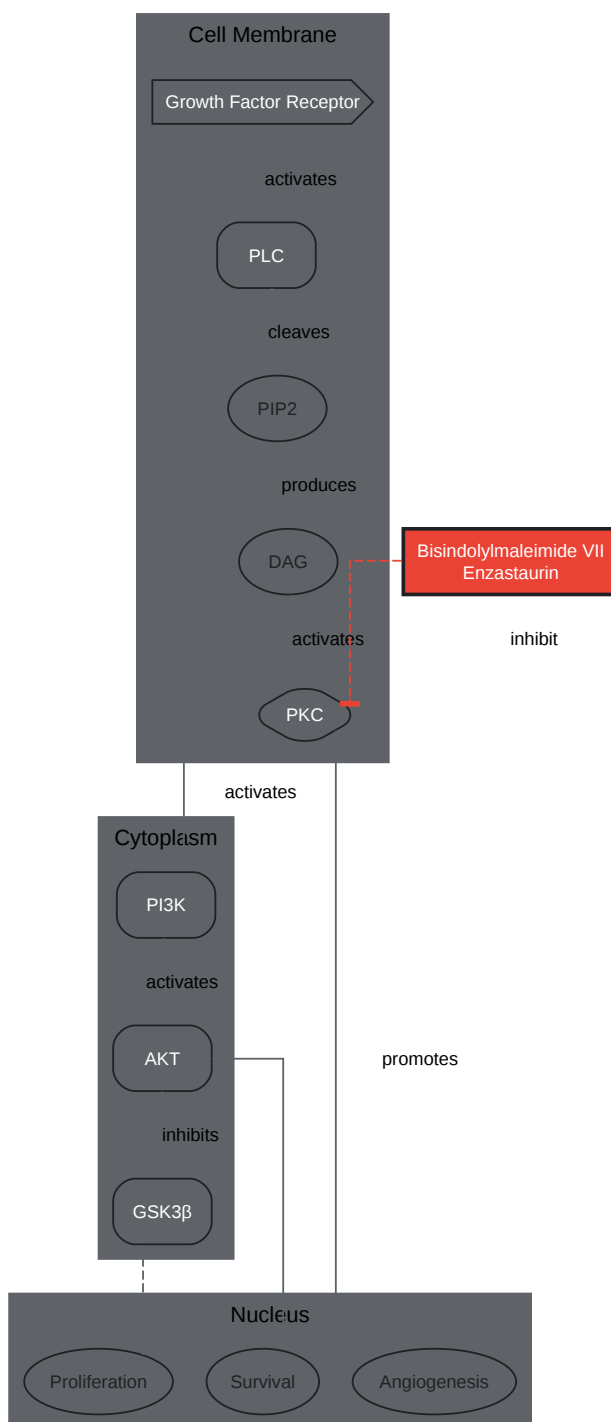 Cell Membrane
Growth Factor Receptor
activates
PLC
cleaves
PIP2
produces
Bisindolylmaleimide VII
Enzastaurin
DAG
activates
inhibit
PKC
activates
Cytoplasm
PI3K
activates
AKT
promotes
inhibits
GSK3β
Nucleus
Proliferation
Survival
Angiogenesis